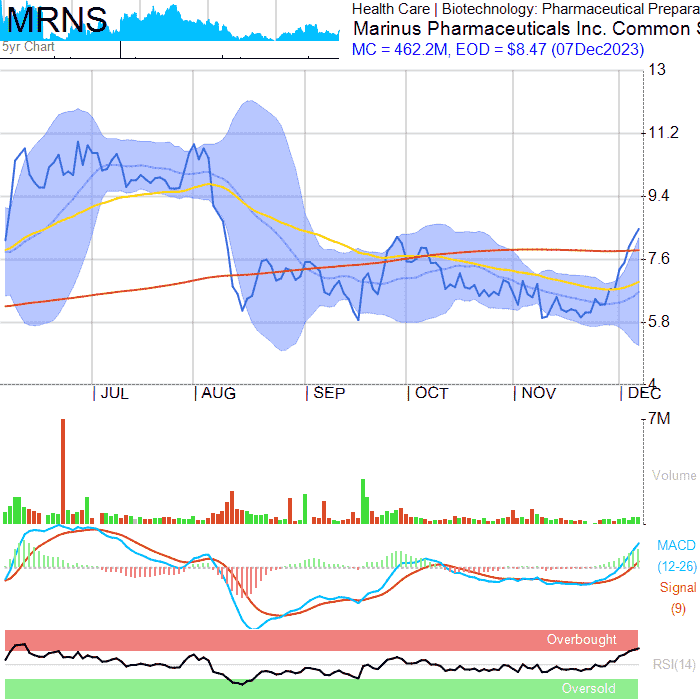 MRNS
5yr Chart
Health Care | Biotechnology: Pharmaceutical Prepara
Marinus Pharmaceuticals Inc. Common S
MC = 462.2M, EOD = $8.47 (07Dec2023)
13
11.2
9.4
7.6
5.8
4
JUL
AUG
SEP
OCT
NOV
DEC
7M
Volume
MACD
(12-26)
Signal
(9)
Overbought
RSI(14)
Oversold